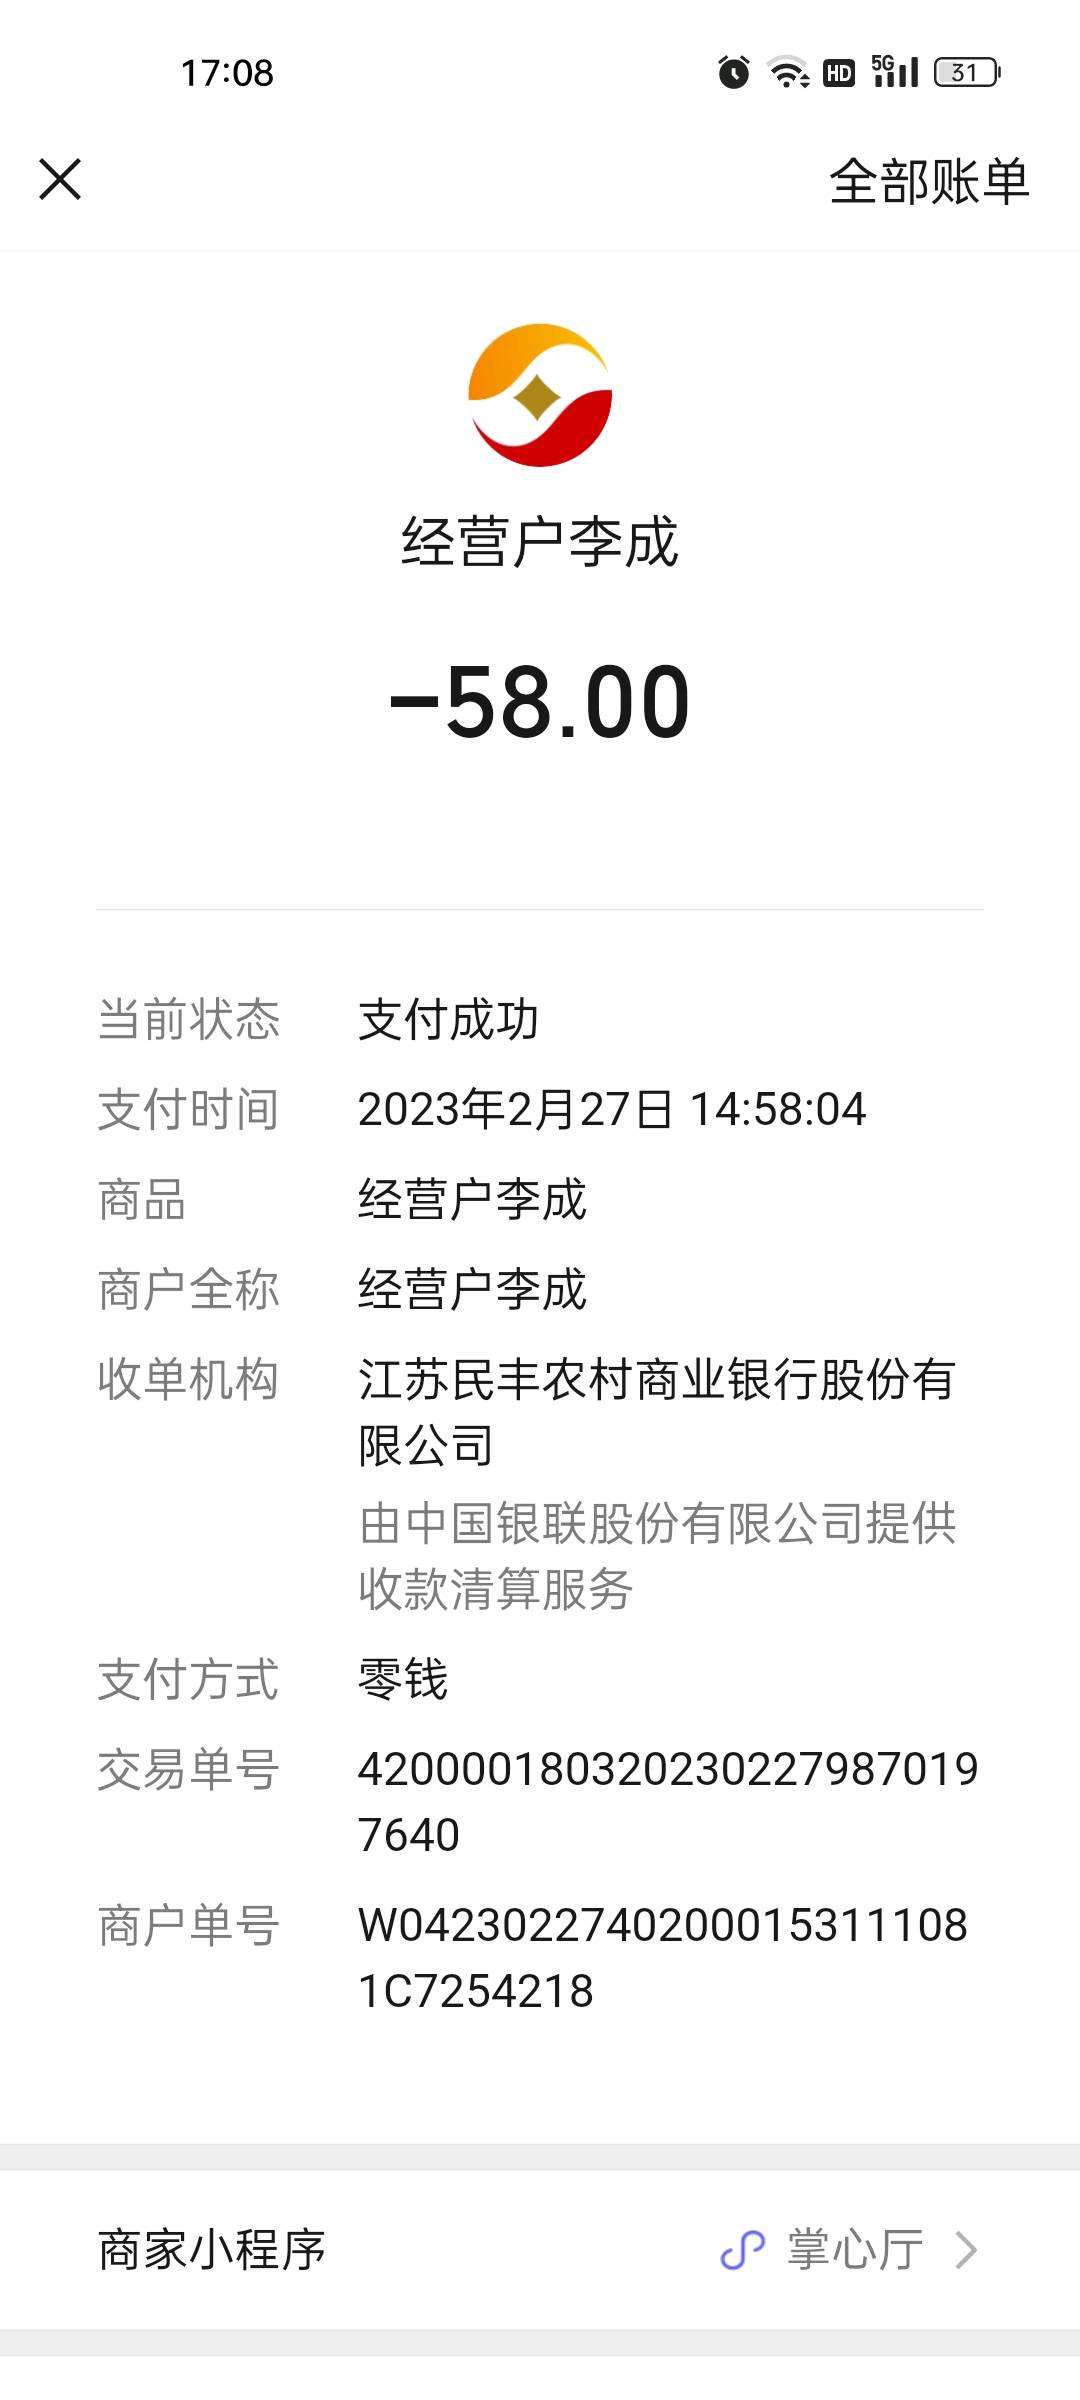 17:08
HD 5G 31
全部账单
经营户李成
-58.00
当前状态 支付成功
支付时间 2023年2月27日 14:58:04
商品 经营户李成
商户全称 经营户李成
收单机构 江苏民丰农村商业银行股份有
限公司
由中国银联股份有限公司提供
收款清算服务
支付方式 零钱
交易单号 420000180320230227987019
7640
商户单号 W0423022740200015311108
1C7254218
商家小程序 掌心厅